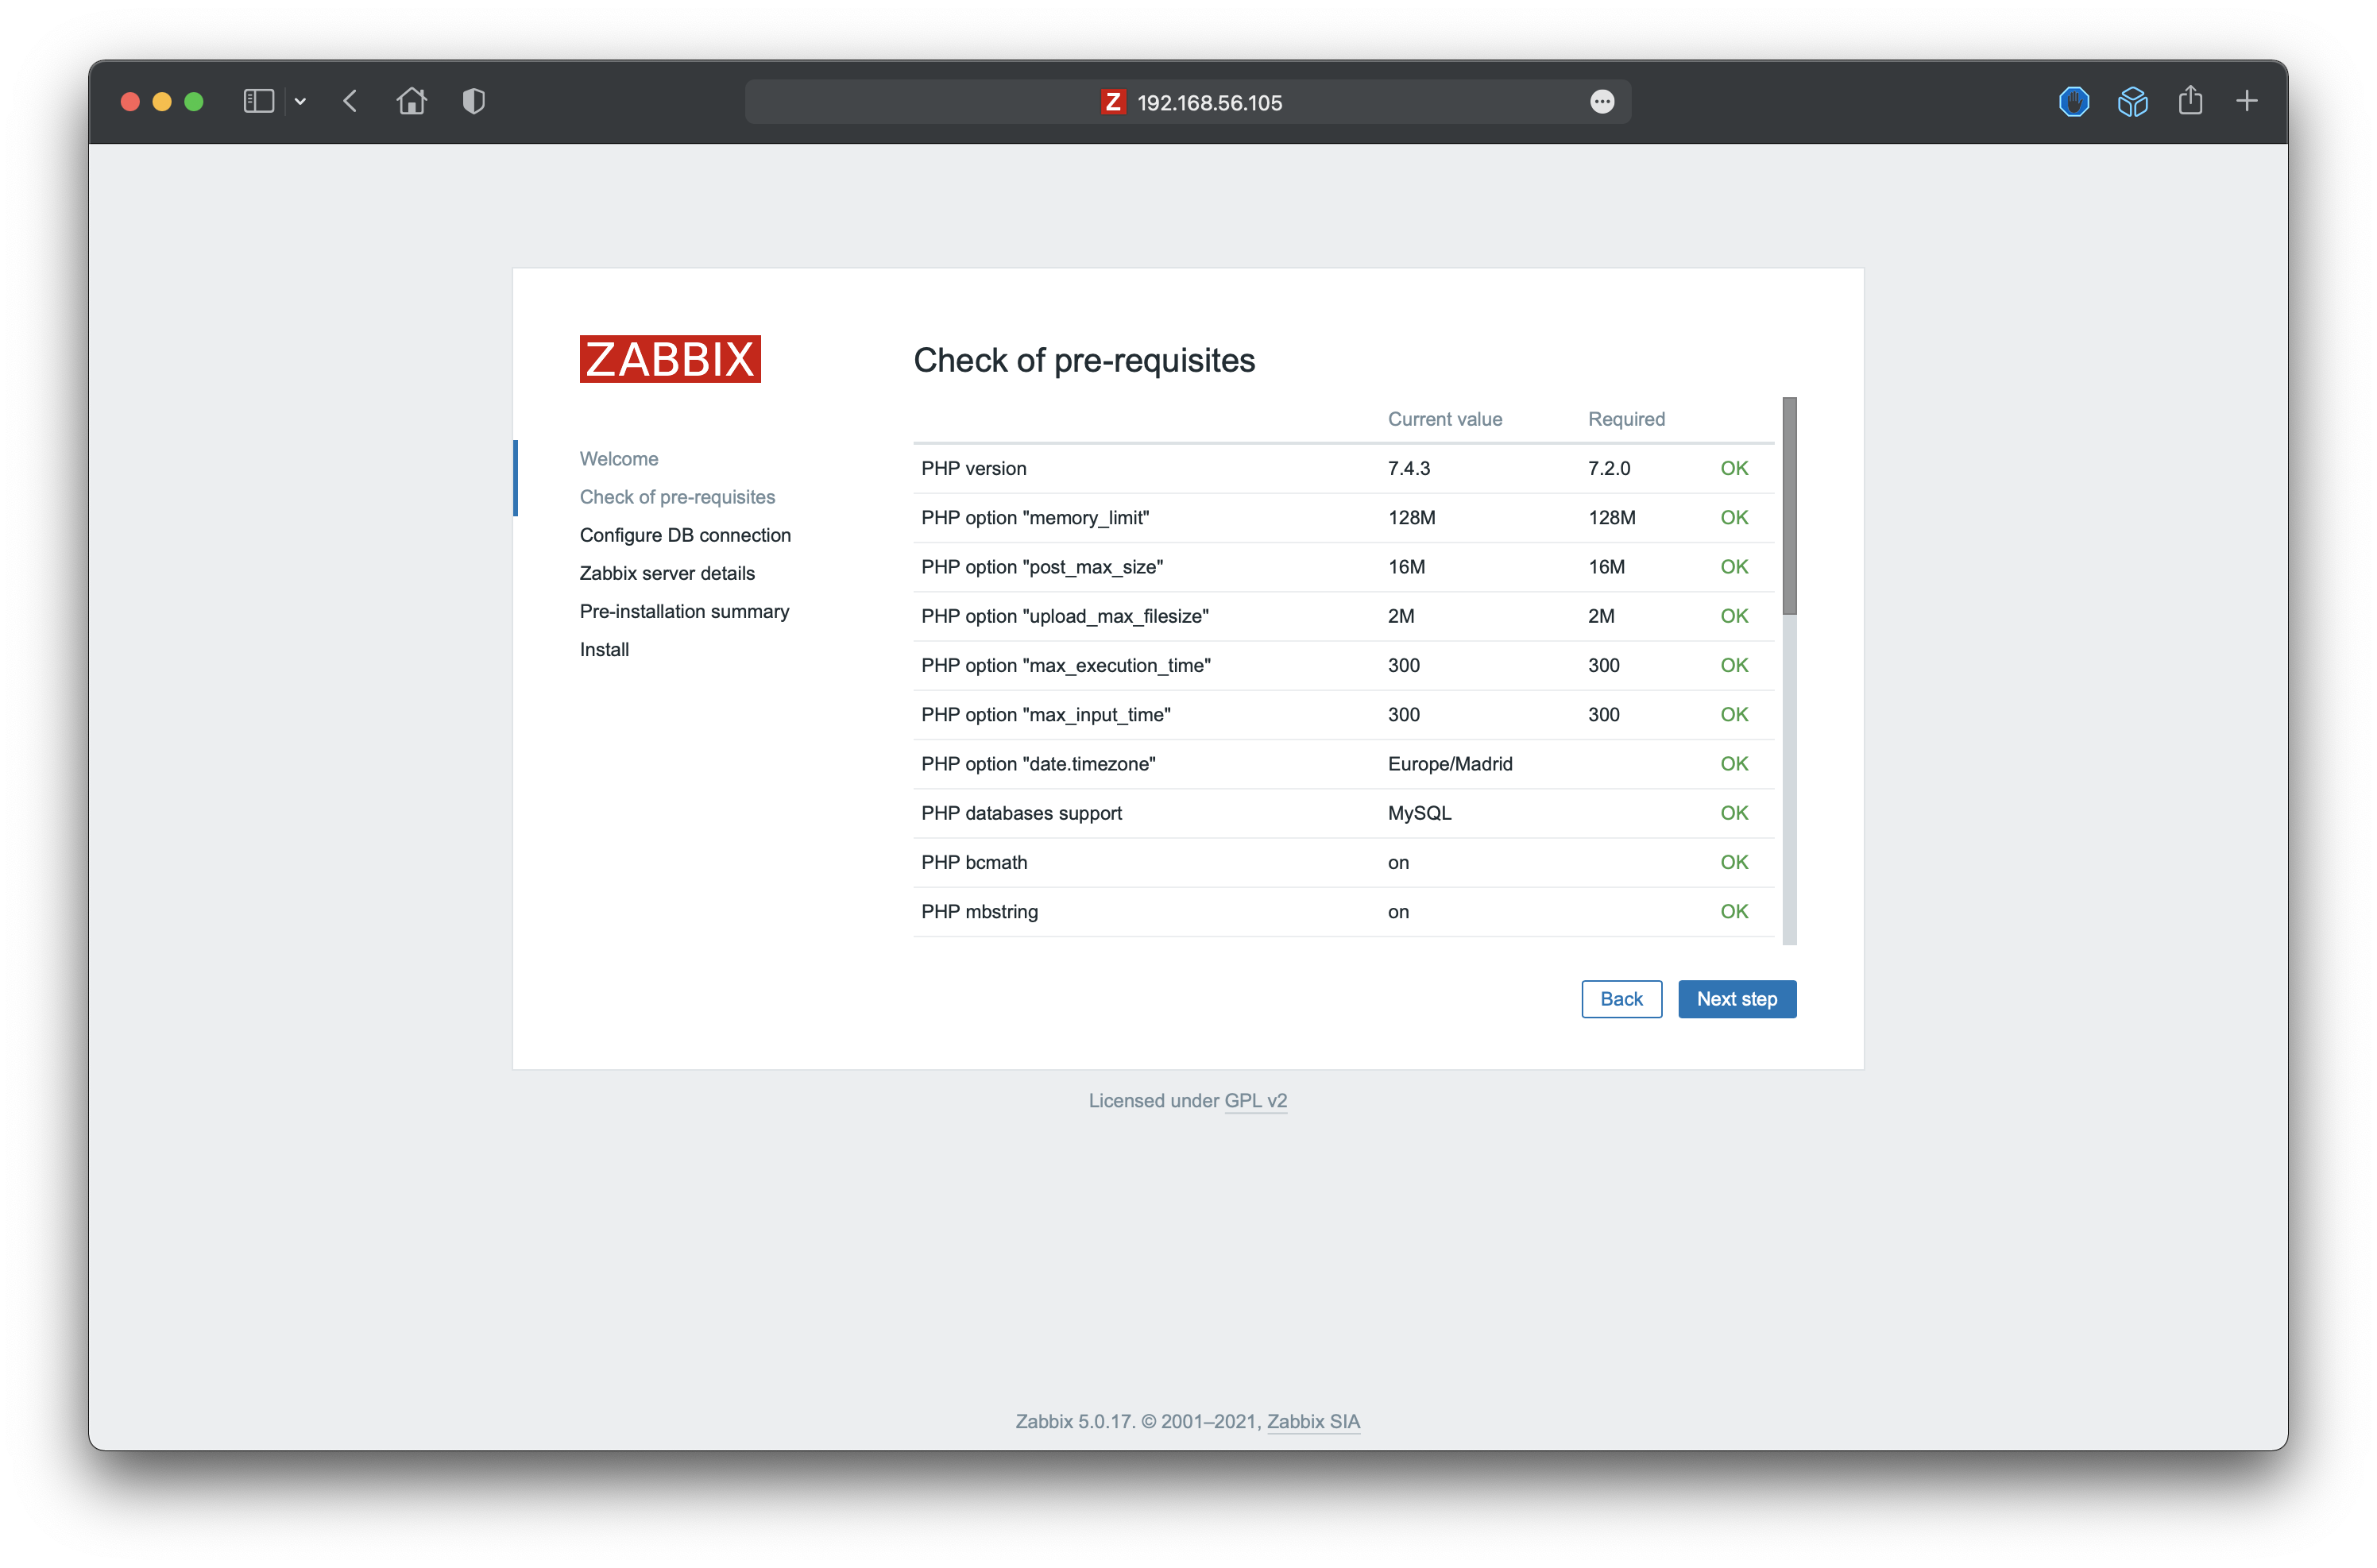 Z 192.168.56.105
ZABBIX
Welcome
Check of pre-requisites
Configure DB connection
Zabbix server details
Pre-installation summary
Install
Check of pre-requisites
Current value Required
PHP version 7.4.3 7.2.0 OK
PHP option "memory_limit" 128M 128M OK
PHP option "post_max_size" 16M 16M OK
PHP option "upload_max_filesize" 2M 2M OK
PHP option "max_execution_time" 300 300 OK
PHP option "max_input_time" 300 300 OK
PHP option "date.timezone" Europe/Madrid OK
PHP databases support MySQL OK
PHP bcmath on OK
PHP mbstring on OK
Back Next step
Licensed under GPL v2
Zabbix 5.0.17. © 2001–2021, Zabbix SIA